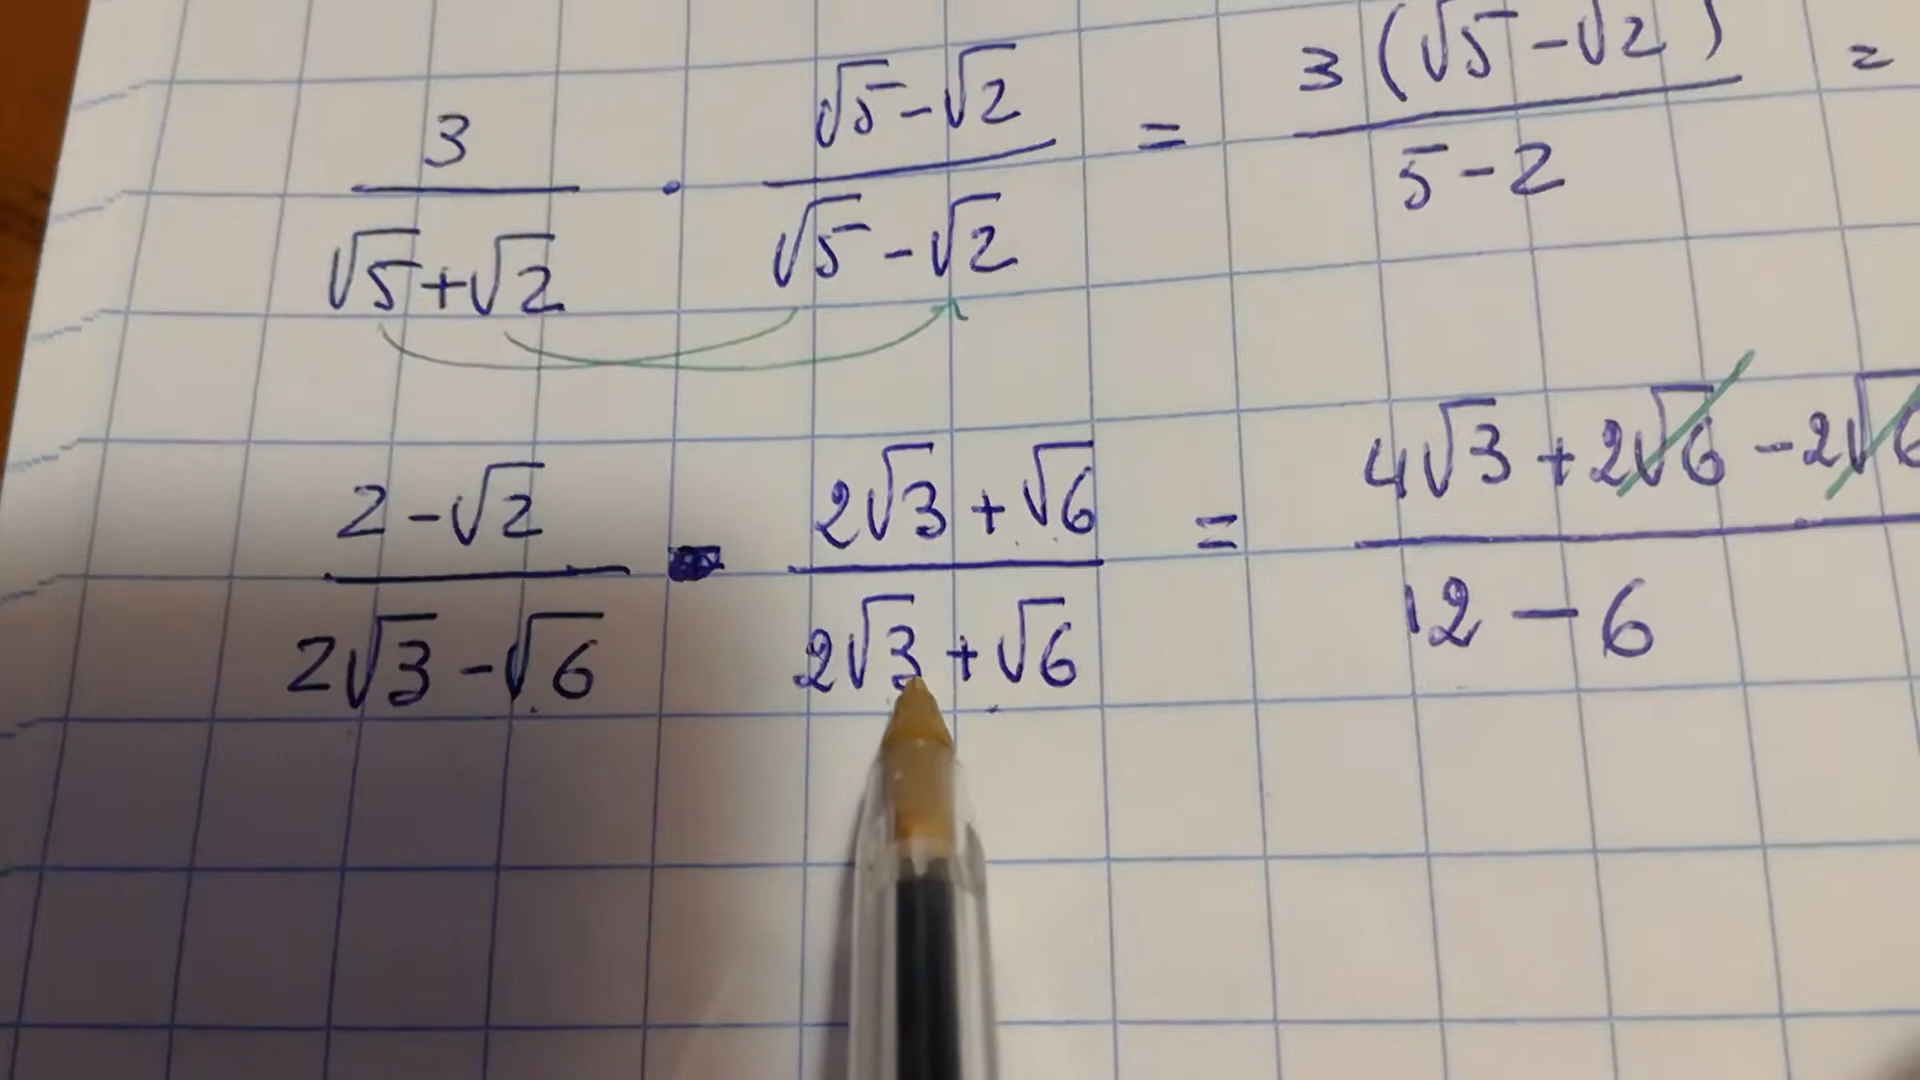 3 / (√5+√2) · (√5-√2) / (√5-√2) = 3(√5-√2) / (5-2) =
(2-√2) / (2√3-√6) · (2√3+√6) / (2√3+√6) = (4√3+2√6-2√6 / (12-6)